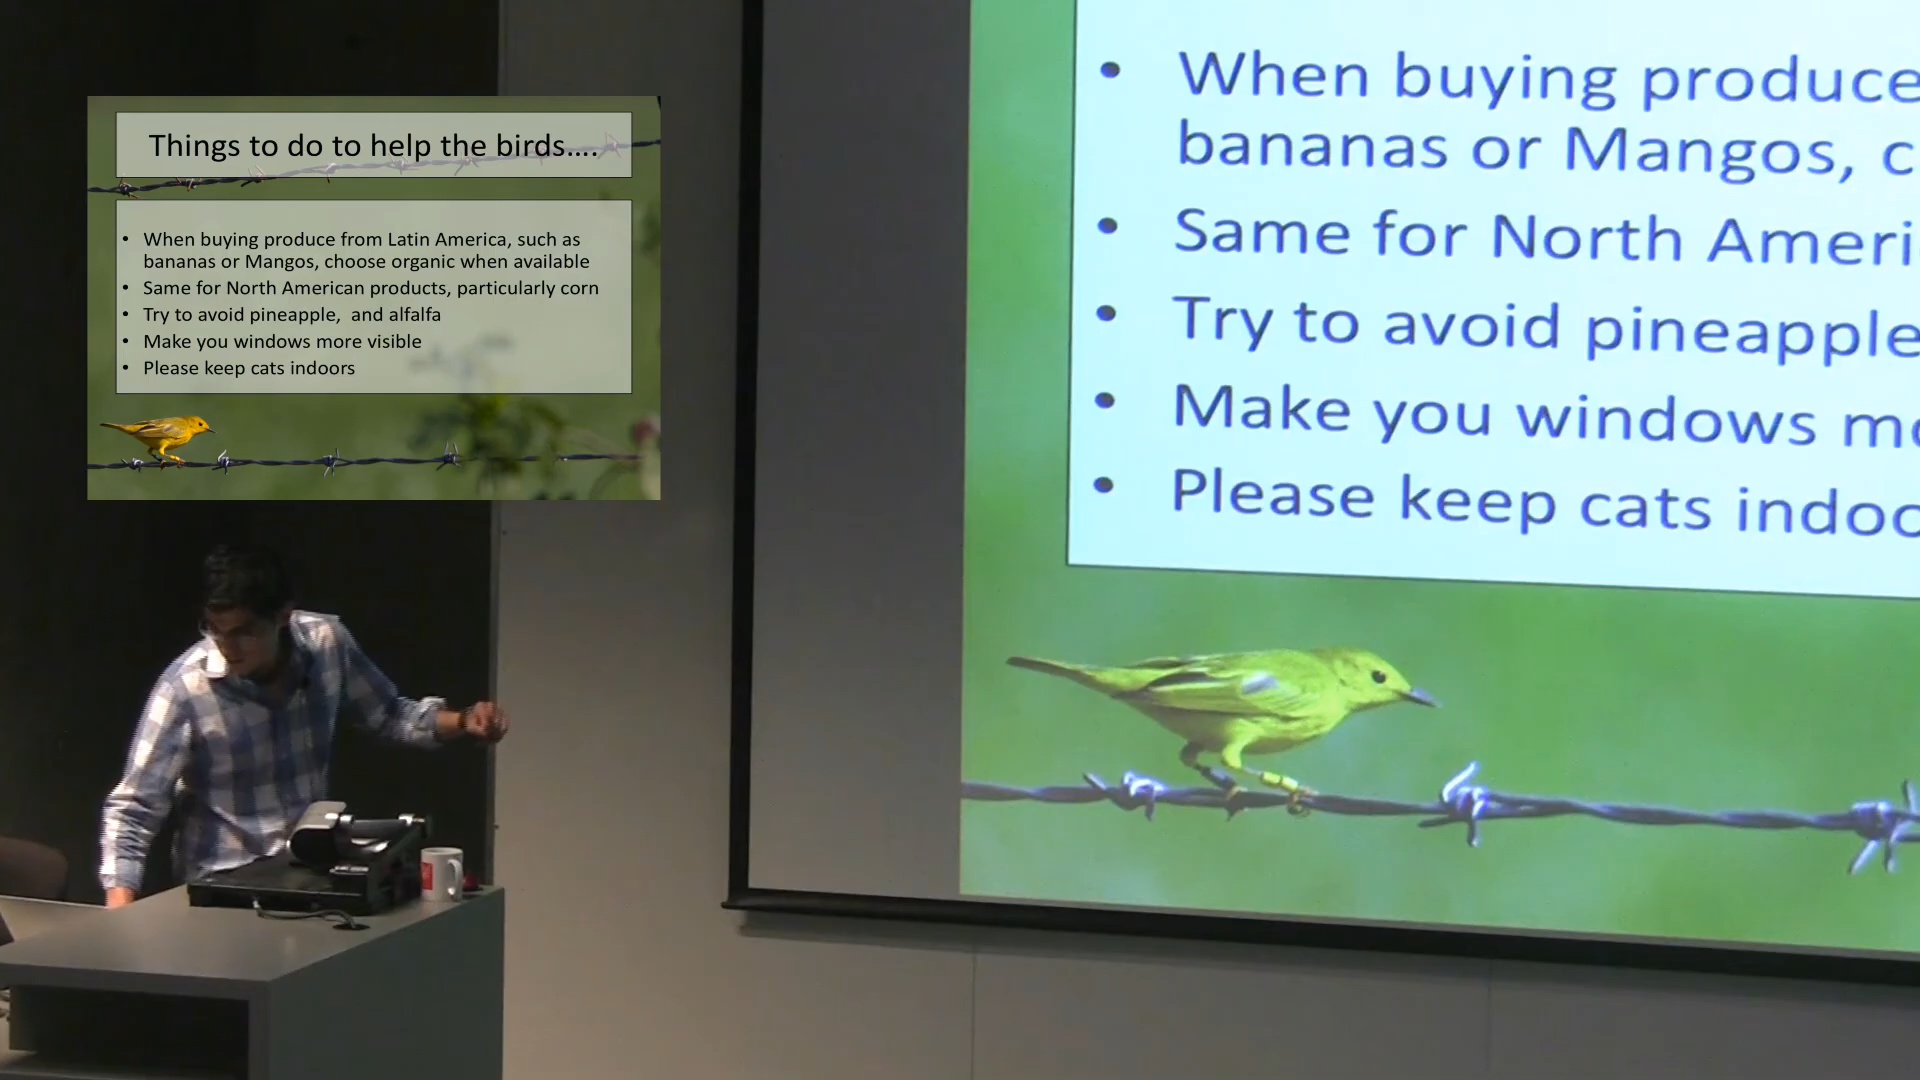 Things to do to help the birds....
• When buying produce from Latin America, such as
bananas or Mangos, choose organic when available
• Same for North American products, particularly corn
• Try to avoid pineapple,  and alfalfa
• Make you windows more visible
• Please keep cats indoors
• When buying produce
bananas or Mangos, c
• Same for North Ameri
• Try to avoid pineapple
• Make you windows mo
• Please keep cats indoo